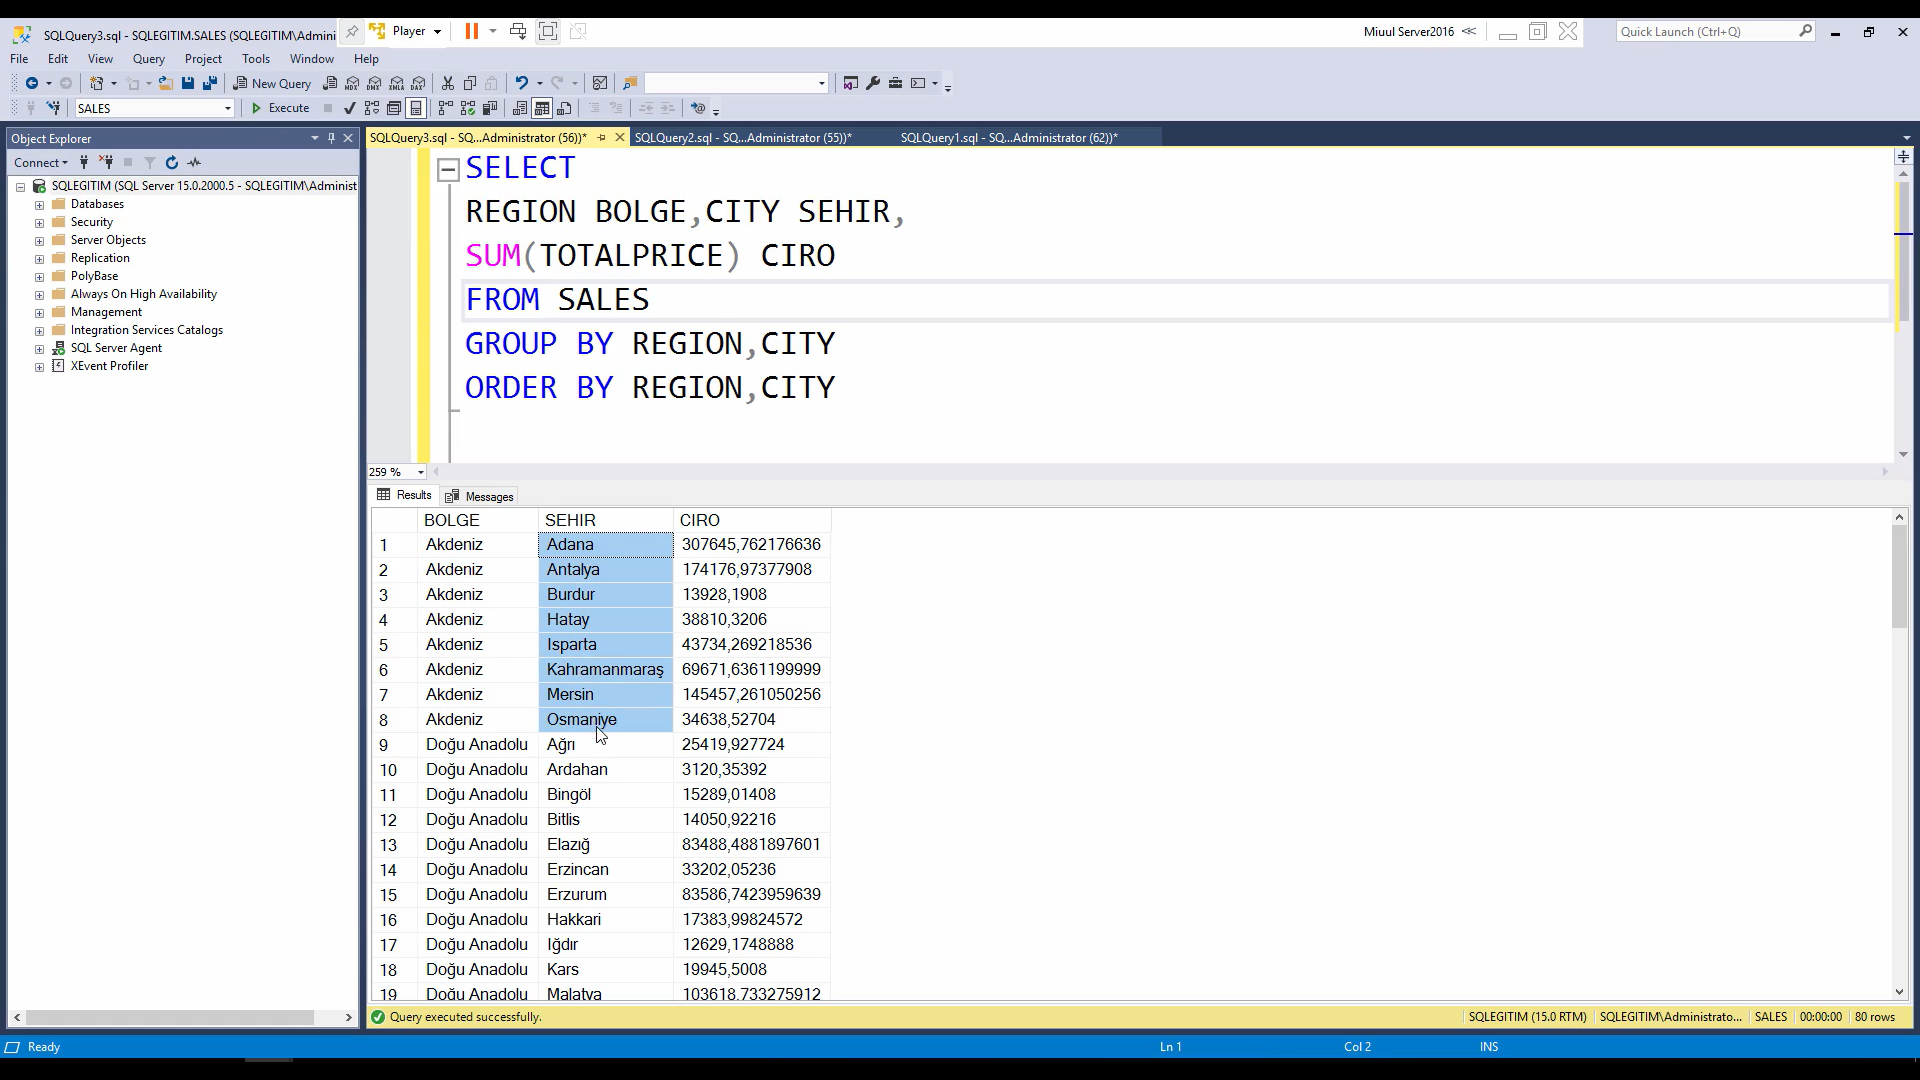 SQLQuery3.sql - SQLEGITIM.SALES (SQLEGITIM\Admini
Player
Miuul Server2016
Quick Launch (Ctrl+Q)
File Edit View Query Project Tools Window Help
New Query
MDX DMX XMLA DAX
SALES
Execute
Object Explorer
SQLQuery3.sql - SQ...Administrator (56))*
SQLQuery2.sql - SQ...Administrator (55))*
SQLQuery1.sql - SQ...Administrator (62))*
Connect
SQLEGITIM (SQL Server 15.0.2000.5 - SQLEGITIM\Administ
Databases
Security
Server Objects
Replication
PolyBase
Always On High Availability
Management
Integration Services Catalogs
SQL Server Agent
XEvent Profiler
SELECT
REGION BOLGE,CITY SEHIR,
SUM(TOTALPRICE) CIRO
FROM SALES
GROUP BY REGION,CITY
ORDER BY REGION,CITY
259 %
Results Messages
BOLGE SEHIR CIRO
1 Akdeniz Adana 307645,762176636
2 Akdeniz Antalya 174176,97377908
3 Akdeniz Burdur 13928,1908
4 Akdeniz Hatay 38810,3206
5 Akdeniz Isparta 43734,269218536
6 Akdeniz Kahramanmaraş 69671,6361199999
7 Akdeniz Mersin 145457,261050256
8 Akdeniz Osmaniye 34638,52704
9 Doğu Anadolu Ağrı 25419,927724
10 Doğu Anadolu Ardahan 3120,35392
11 Doğu Anadolu Bingöl 15289,01408
12 Doğu Anadolu Bitlis 14050,92216
13 Doğu Anadolu Elazığ 83488,4881897601
14 Doğu Anadolu Erzincan 33202,05236
15 Doğu Anadolu Erzurum 83586,7423959639
16 Doğu Anadolu Hakkari 17383,99824572
17 Doğu Anadolu Iğdır 12629,1748888
18 Doğu Anadolu Kars 19945,5008
19 Doğu Anadolu Malatya 103618,733275912
Query executed successfully.
SQLEGITIM (15.0 RTM) SQLEGITIM\Administrato... SALES 00:00:00 80 rows
Ready
Ln 1 Col 2 INS